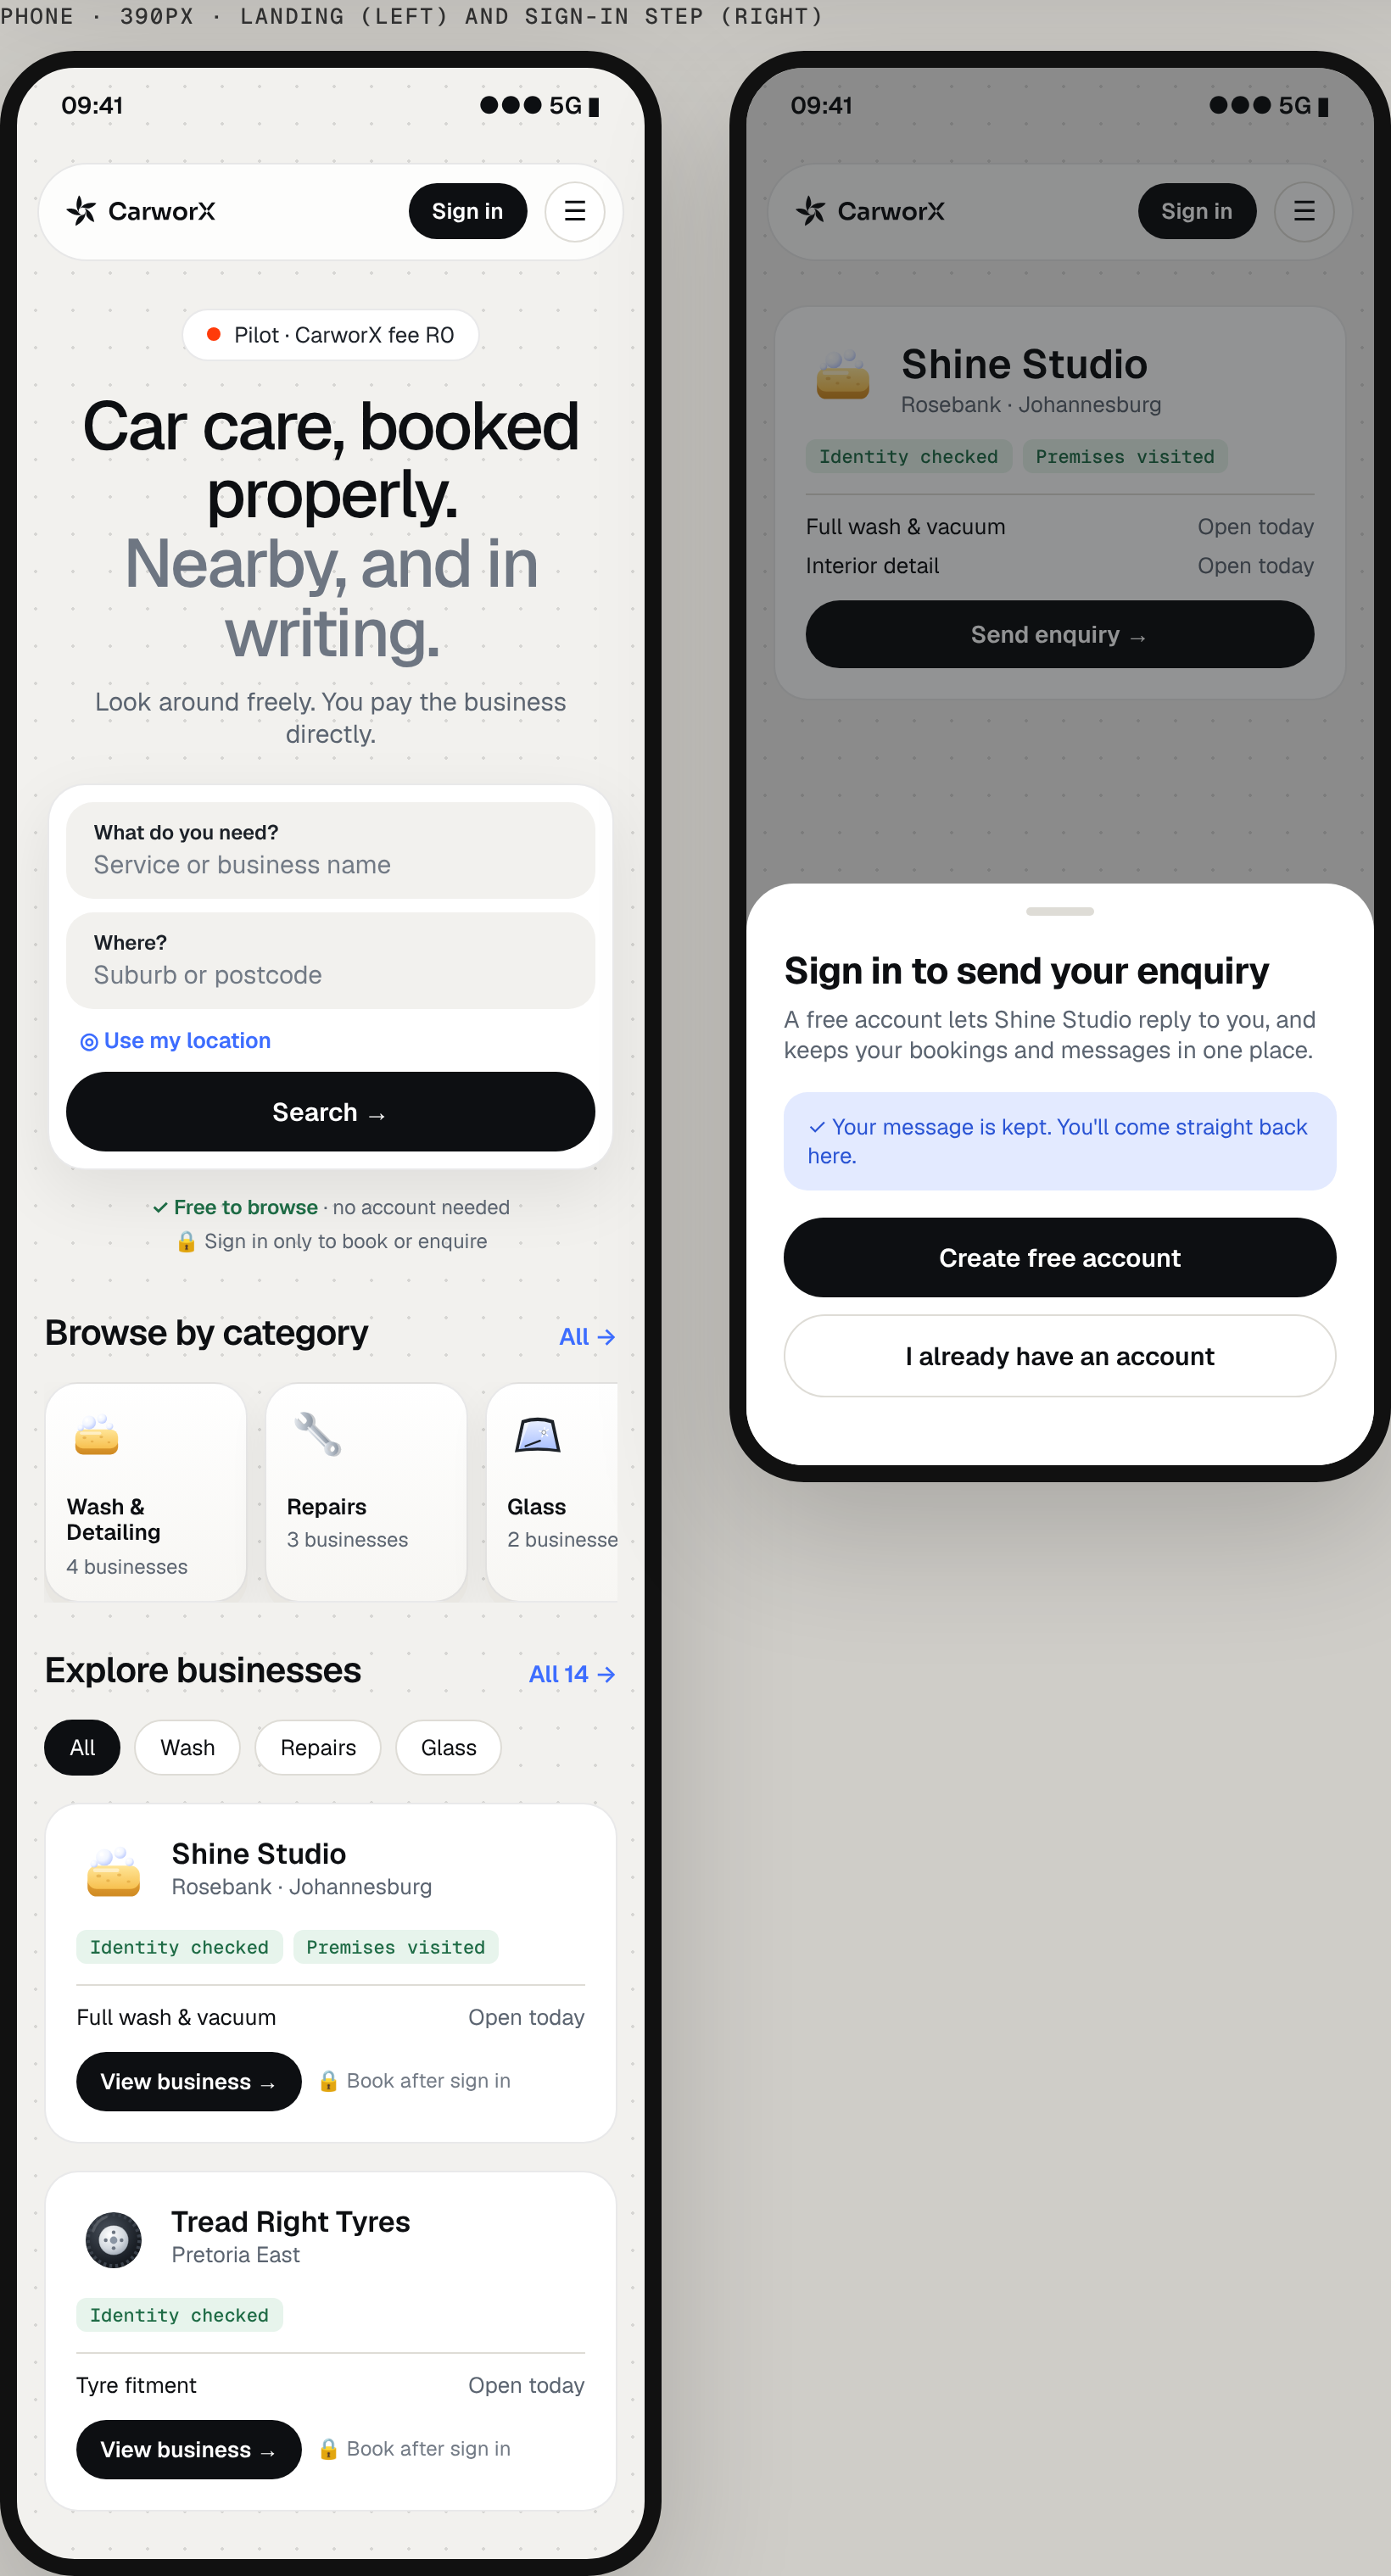 PHONE · 390PX · LANDING (LEFT) AND SIGN-IN STEP (RIGHT)
09:41
5G
CarworX
Sign in
Pilot · CarworX fee R0
Car care, booked
properly.
Nearby, and in
writing.
Look around freely. You pay the business
directly.
What do you need?
Service or business name
Where?
Suburb or postcode
◎ Use my location
Search →
✓ Free to browse · no account needed
🔒 Sign in only to book or enquire
Browse by category
All →
Wash &
Detailing
4 businesses
Repairs
3 businesses
Glass
2 businesse
Explore businesses
All 14 →
All
Wash
Repairs
Glass
Shine Studio
Rosebank · Johannesburg
Identity checked
Premises visited
Full wash & vacuum
Open today
View business →
🔒 Book after sign in
Tread Right Tyres
Pretoria East
Identity checked
Tyre fitment
Open today
View business →
🔒 Book after sign in
09:41
5G
CarworX
Sign in
Shine Studio
Rosebank · Johannesburg
Identity checked
Premises visited
Full wash & vacuum
Open today
Interior detail
Open today
Send enquiry →
Sign in to send your enquiry
A free account lets Shine Studio reply to you, and
keeps your bookings and messages in one place.
✓ Your message is kept. You'll come straight back
here.
Create free account
I already have an account